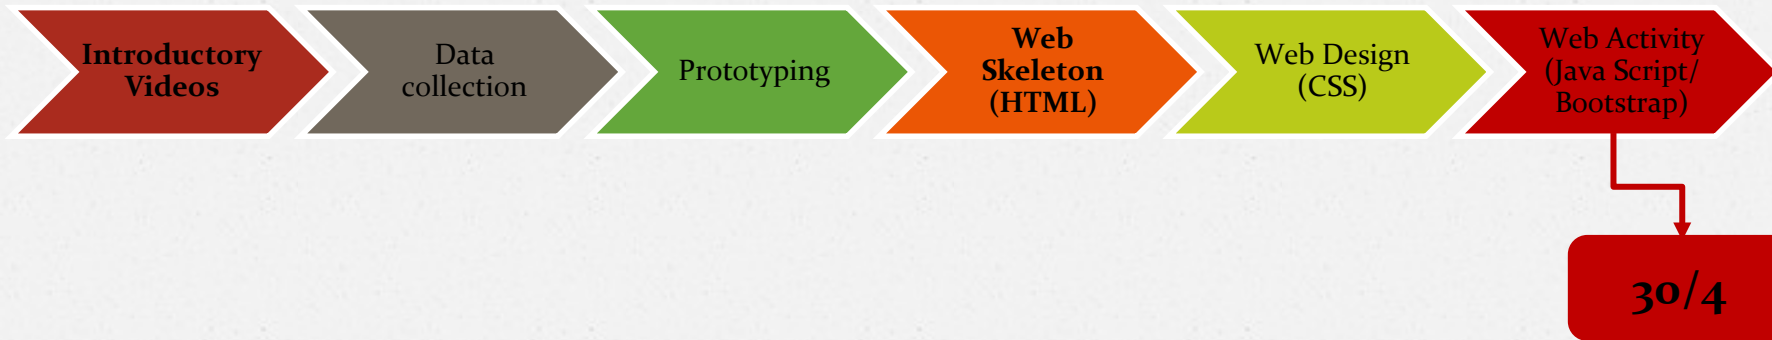 Introductory
Videos
Data
collection
Prototyping
Web
Skeleton
(HTML)
Web Design
(CSS)
Web Activity
(Java Script/
Bootstrap)
30/4